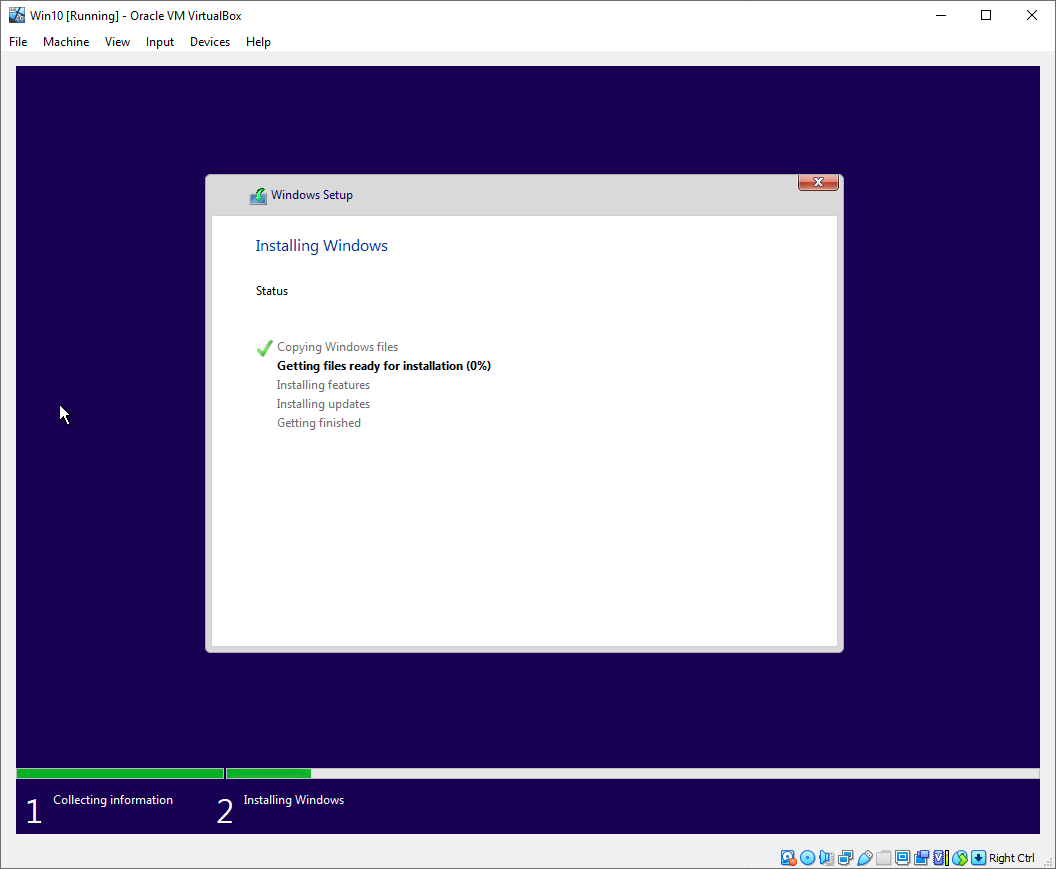 Win10 [Running] - Oracle VM VirtualBox
File Machine View Input Devices Help
Windows Setup
Installing Windows
Status
Copying Windows files
Getting files ready for installation (0%)
Installing features
Installing updates
Getting finished
1 Collecting information 2 Installing Windows
Right Ctrl